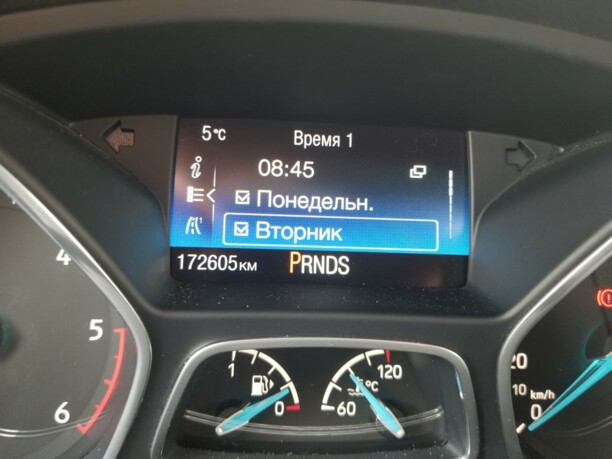 5°C Время 1
08:45
Понедельн.
Вторник
172605км PRNDS
4
5
6
1
0
120
60
°C
20
10
0
km/h